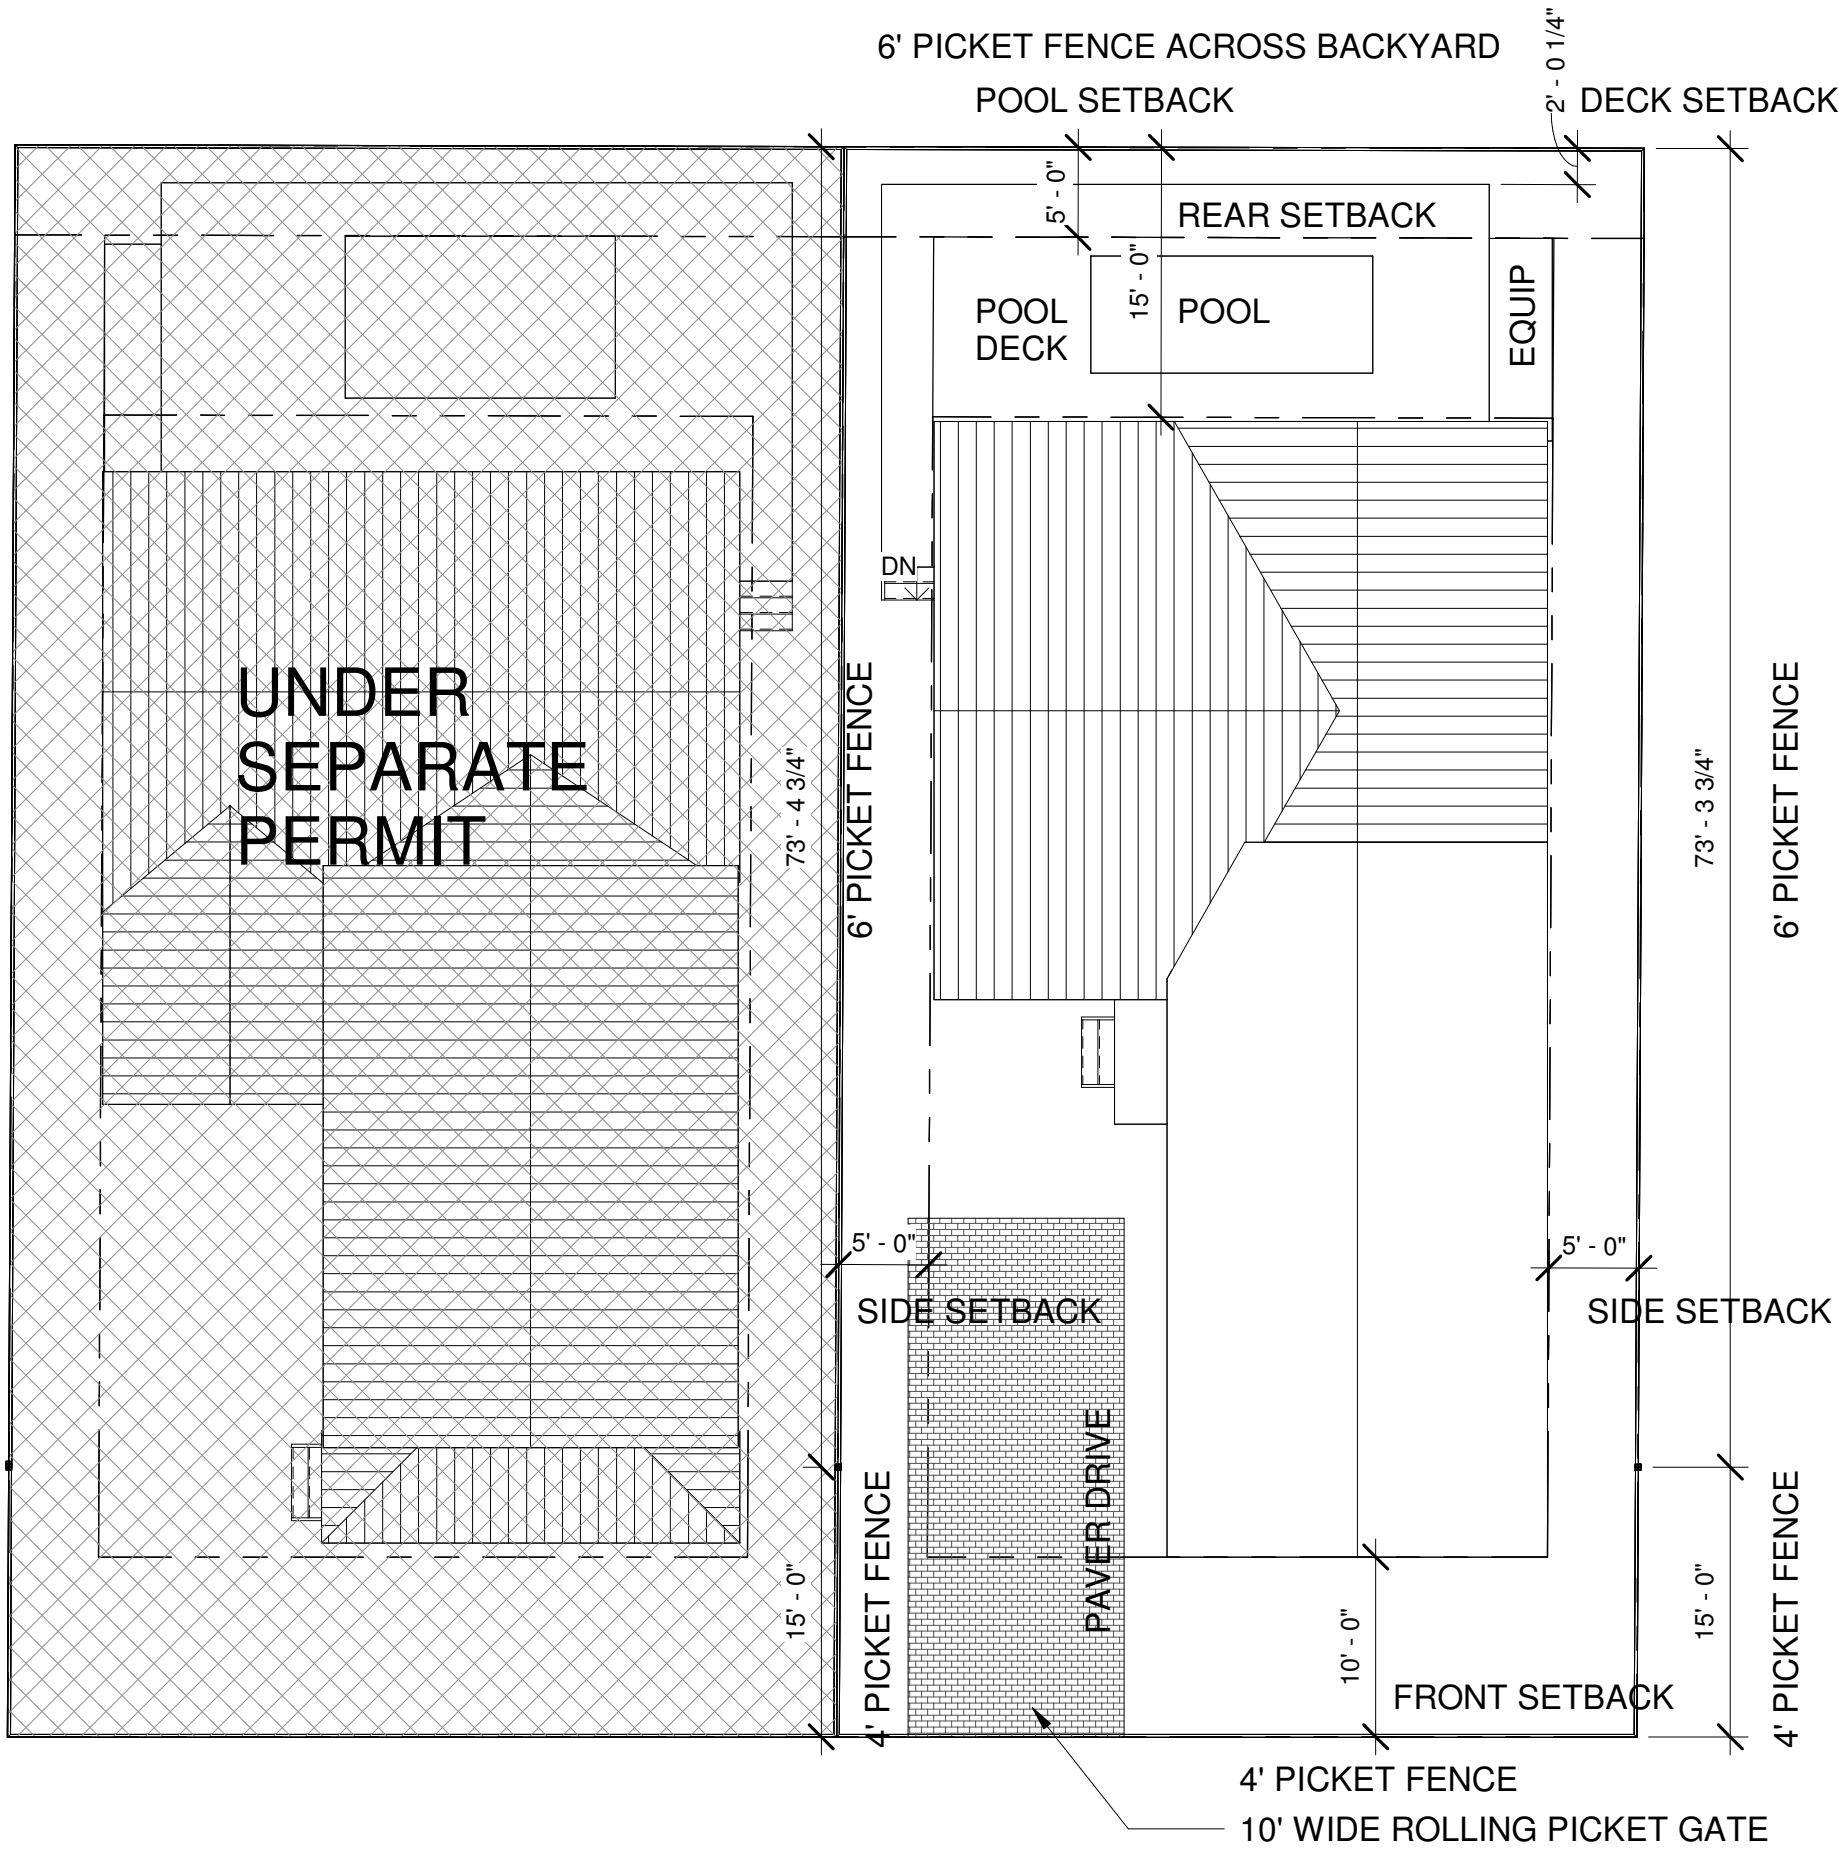 6' PICKET FENCE ACROSS BACKYARD
2' - 0 1/4"
POOL SETBACK
DECK SETBACK
5' - 0"
REAR SETBACK
15' - 0"
POOL
DECK
POOL
EQUIP
DN
UNDER
SEPARATE
PERMIT
73' - 4 3/4"
6' PICKET FENCE
73' - 3 3/4"
6' PICKET FENCE
5' - 0"
5' - 0"
SIDE SETBACK
SIDE SETBACK
PAVER DRIVE
15' - 0"
4' PICKET FENCE
10' - 0"
15' - 0"
4' PICKET FENCE
FRONT SETBACK
4' PICKET FENCE
10' WIDE ROLLING PICKET GATE